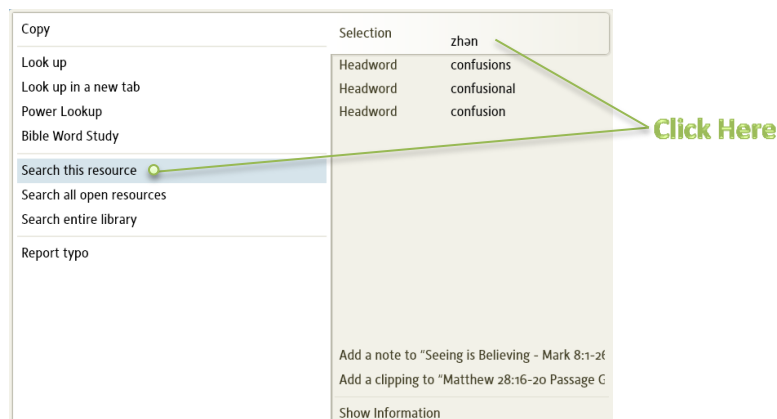 Copy
Look up
Look up in a new tab
Power Lookup
Bible Word Study
Search this resource
Search all open resources
Search entire library
Report typo
Selection zhən
Headword confusions
Headword confusional
Headword confusion
Add a note to "Seeing is Believing - Mark 8:1-26
Add a clipping to "Matthew 28:16-20 Passage G
Show Information
Click Here